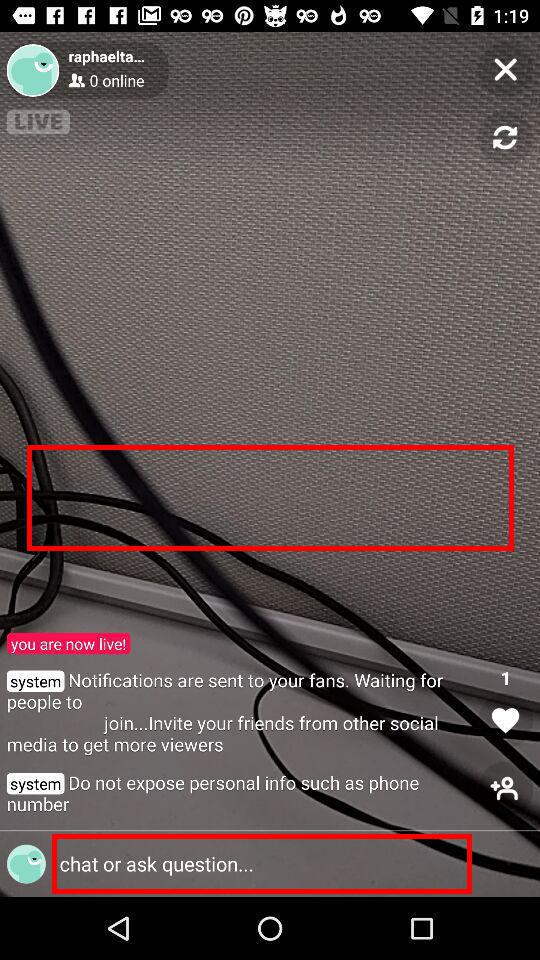 1:19
raphaelta...
0 online
LIVE
you are now live!
system Notifications are sent to your fans. Waiting for
people to
join...Invite your friends from other social
media to get more viewers
1
system Do not expose personal info such as phone
number
chat or ask question...